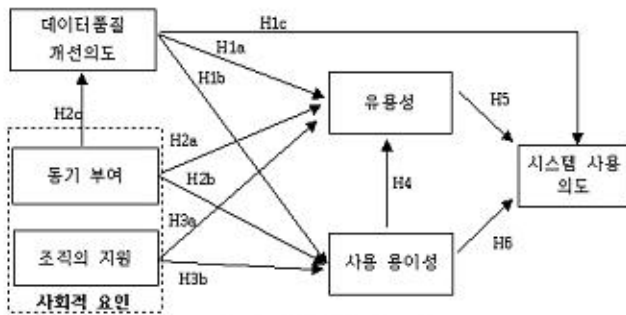 데이터품질
개선의도
H1c
H1a
H1b
유용성
H5
H2c
H2a
동기 부여
H2b
시스템 사용
의도
H4
H3a
조직의 지원
사용 용이성
H6
H3b
사회적 요인